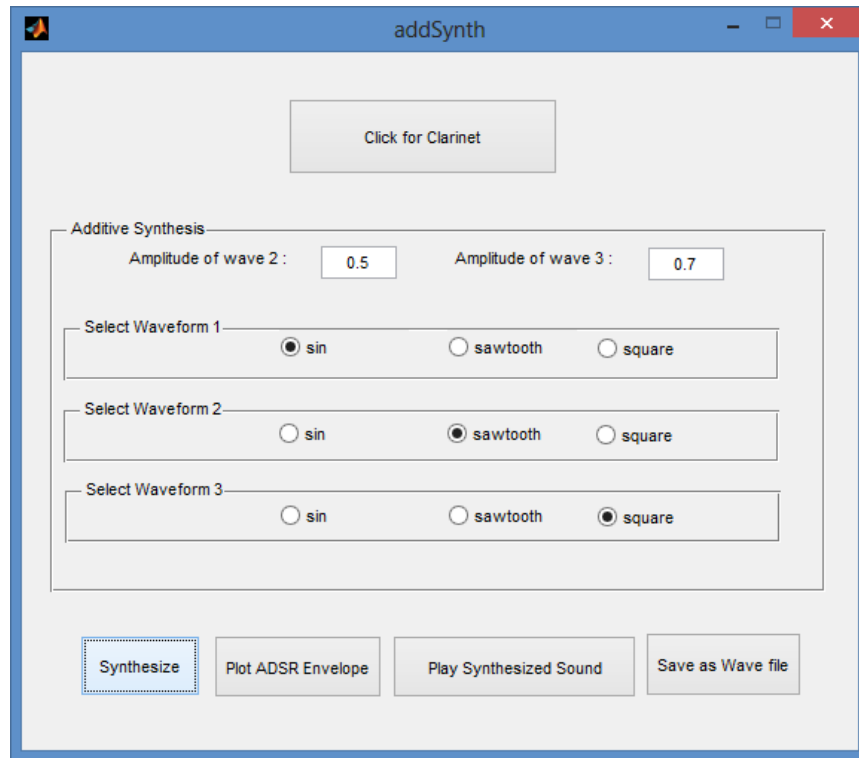 addSynth
Click for Clarinet
Additive Synthesis
Amplitude of wave 2 : 0.5 Amplitude of wave 3 : 0.7
Select Waveform 1
sin sawtooth square
Select Waveform 2
sin sawtooth square
Select Waveform 3
sin sawtooth square
Synthesize Plot ADSR Envelope Play Synthesized Sound Save as Wave file